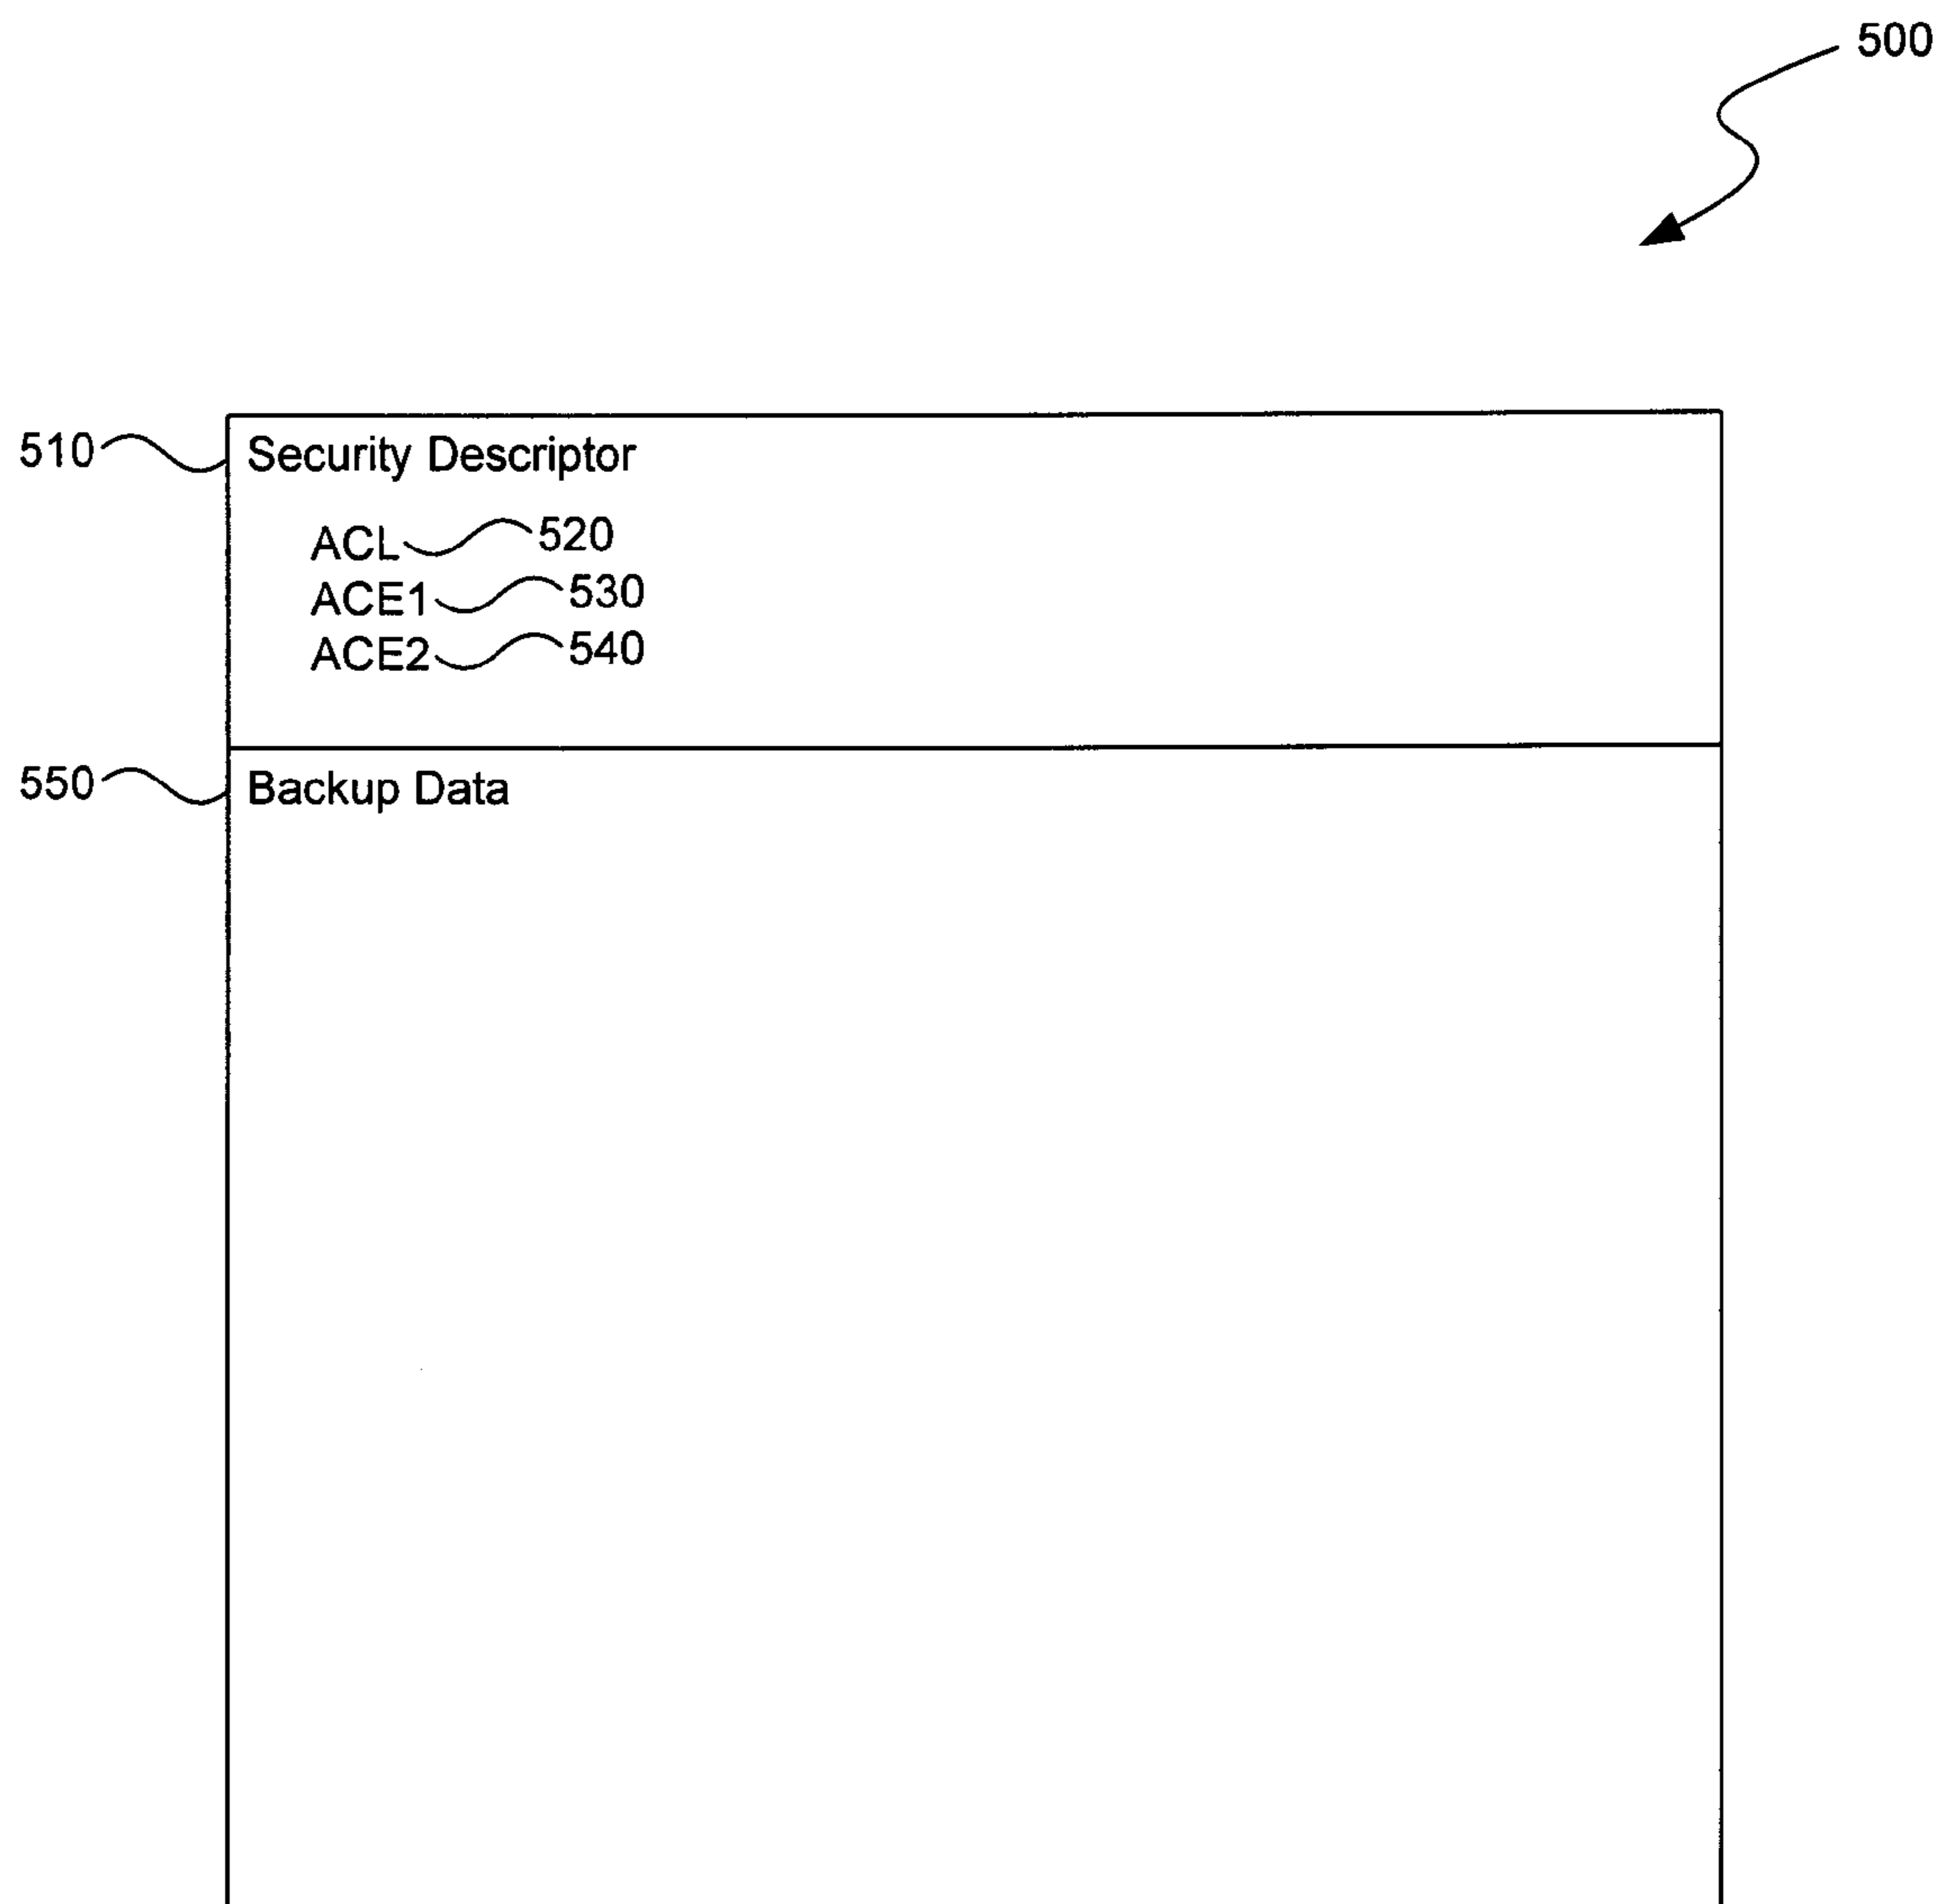 500
510 Security Descriptor
ACL 520
ACE1 530
ACE2 540
550 Backup Data